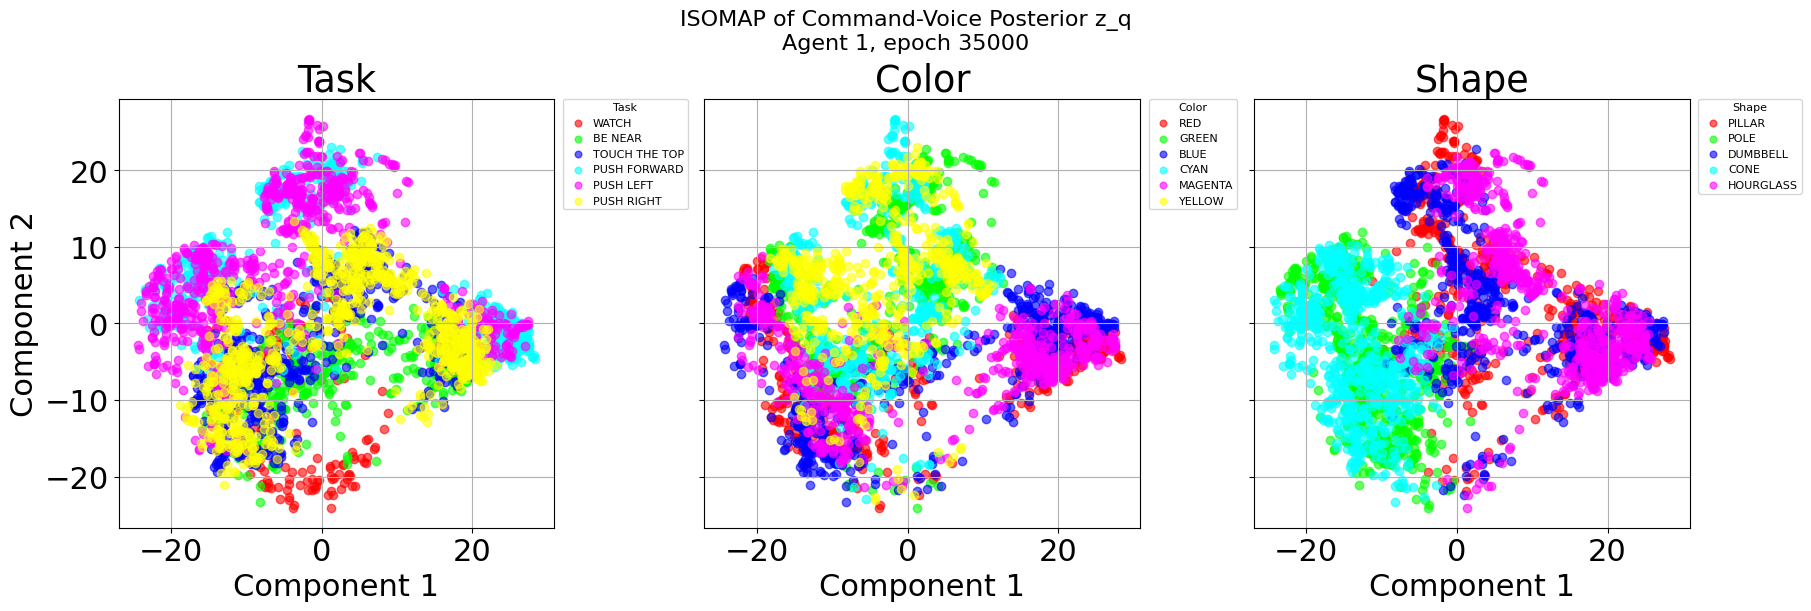 ISOMAP of Command-Voice Posterior z_q
Agent 1, epoch 35000
Task
Component 2
20
10
0
−10
−20
−20 0 20
Component 1
Task
WATCH
BE NEAR
TOUCH THE TOP
PUSH FORWARD
PUSH LEFT
PUSH RIGHT
Color
−20 0 20
Component 1
Color
RED
GREEN
BLUE
CYAN
MAGENTA
YELLOW
Shape
−20 0 20
Component 1
Shape
PILLAR
POLE
DUMBBELL
CONE
HOURGLASS